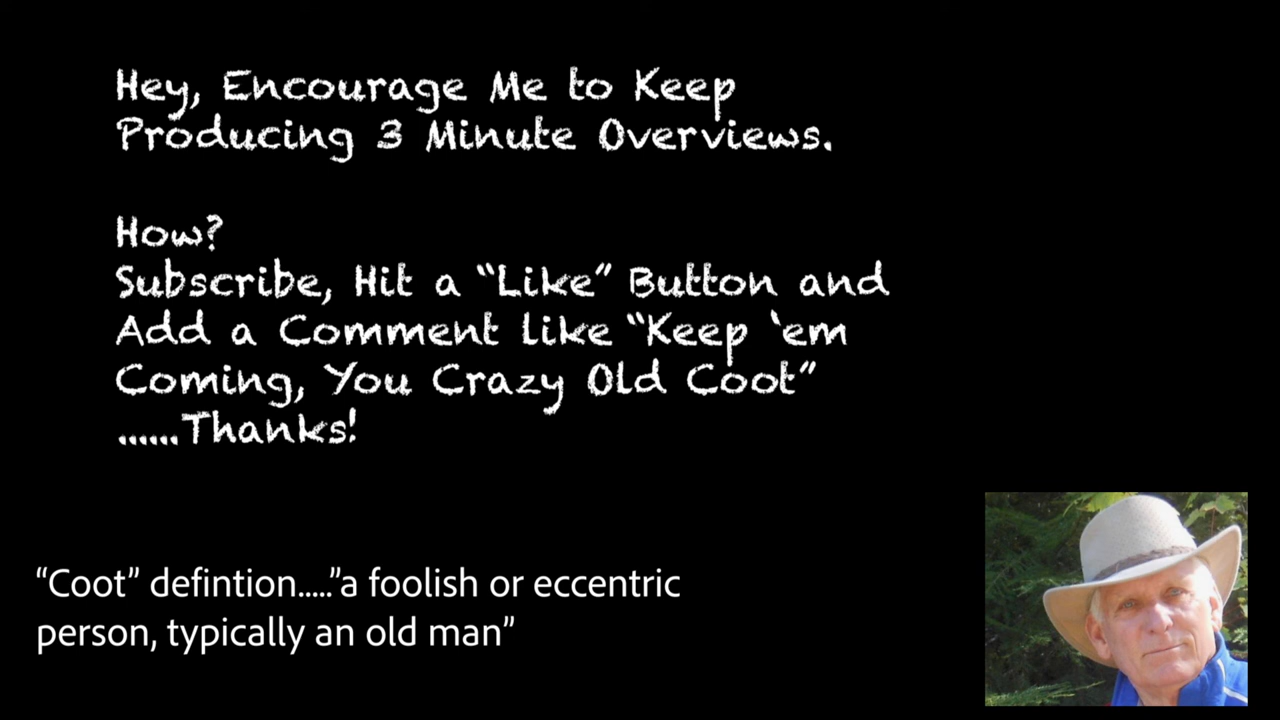 Hey, Encourage Me to Keep
Producing 3 Minute Overviews.
How?
Subscribe, Hit a “Like” Button and
Add a Comment like “Keep ‘em
Coming, You Crazy Old Coot”
......Thanks!
“Coot” defintion.....”a foolish or eccentric
person, typically an old man”